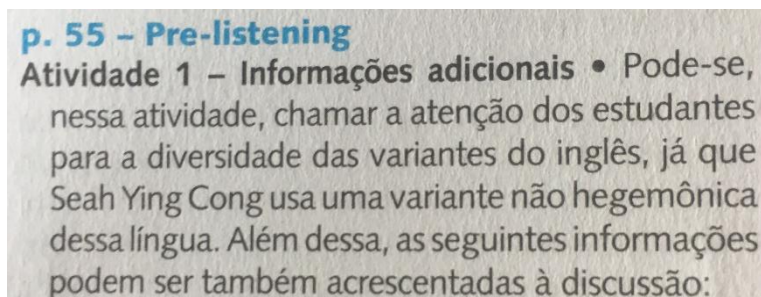 p. 55 – Pre-listening
Atividade 1 – Informações adicionais • Pode-se,
nessa atividade, chamar a atenção dos estudantes
para a diversidade das variantes do inglês, já que
Seah Ying Cong usa uma variante não hegemônica
dessa língua. Além dessa, as seguintes informações
podem ser também acrescentadas à discussão: